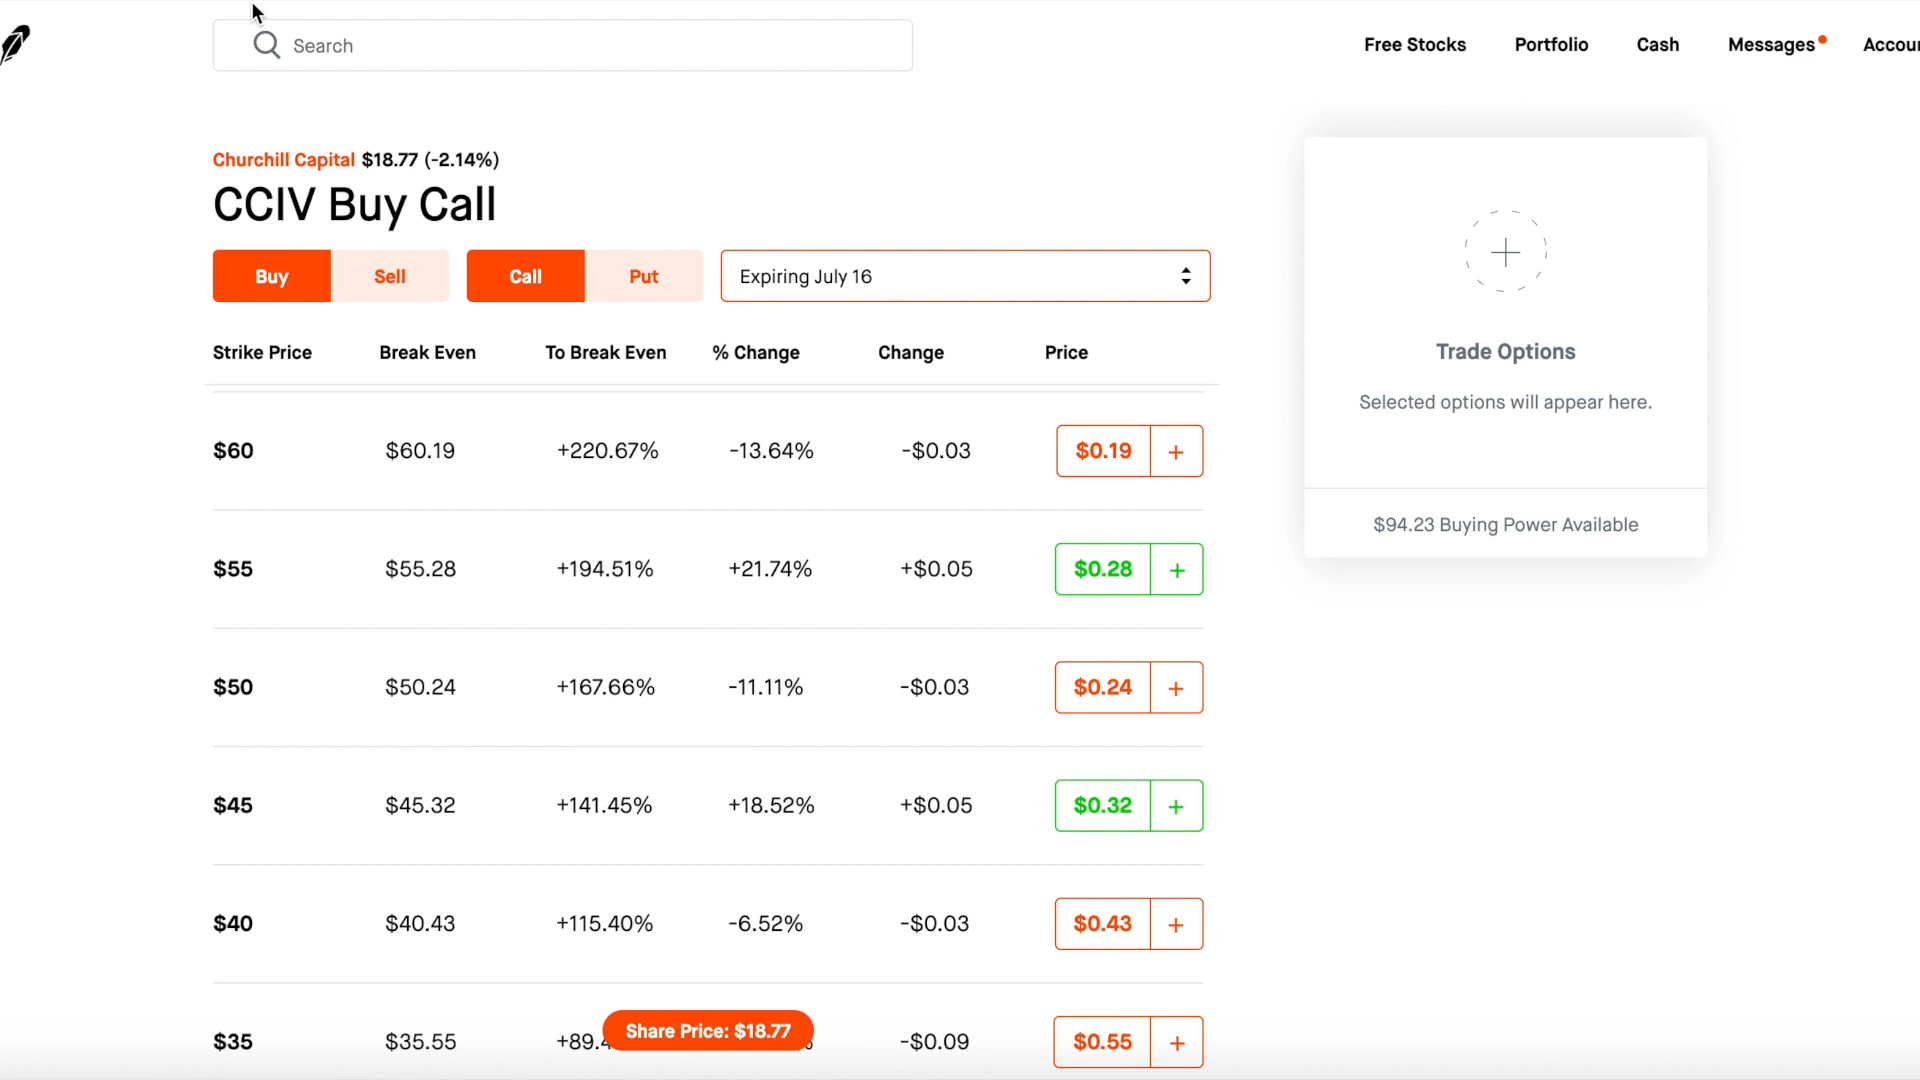 Search
Free Stocks Portfolio Cash Messages Accou
Churchill Capital $18.77 (-2.14%)
CCIV Buy Call
Buy Sell Call Put Expiring July 16
Strike Price Break Even To Break Even % Change Change Price
$60 $60.19 +220.67% -13.64% -$0.03 $0.19 +
$55 $55.28 +194.51% +21.74% +$0.05 $0.28 +
$50 $50.24 +167.66% -11.11% -$0.03 $0.24 +
$45 $45.32 +141.45% +18.52% +$0.05 $0.32 +
$40 $40.43 +115.40% -6.52% -$0.03 $0.43 +
$35 $35.55 +89.4 -$0.09 $0.55 +
Share Price: $18.77
Trade Options
Selected options will appear here.
$94.23 Buying Power Available